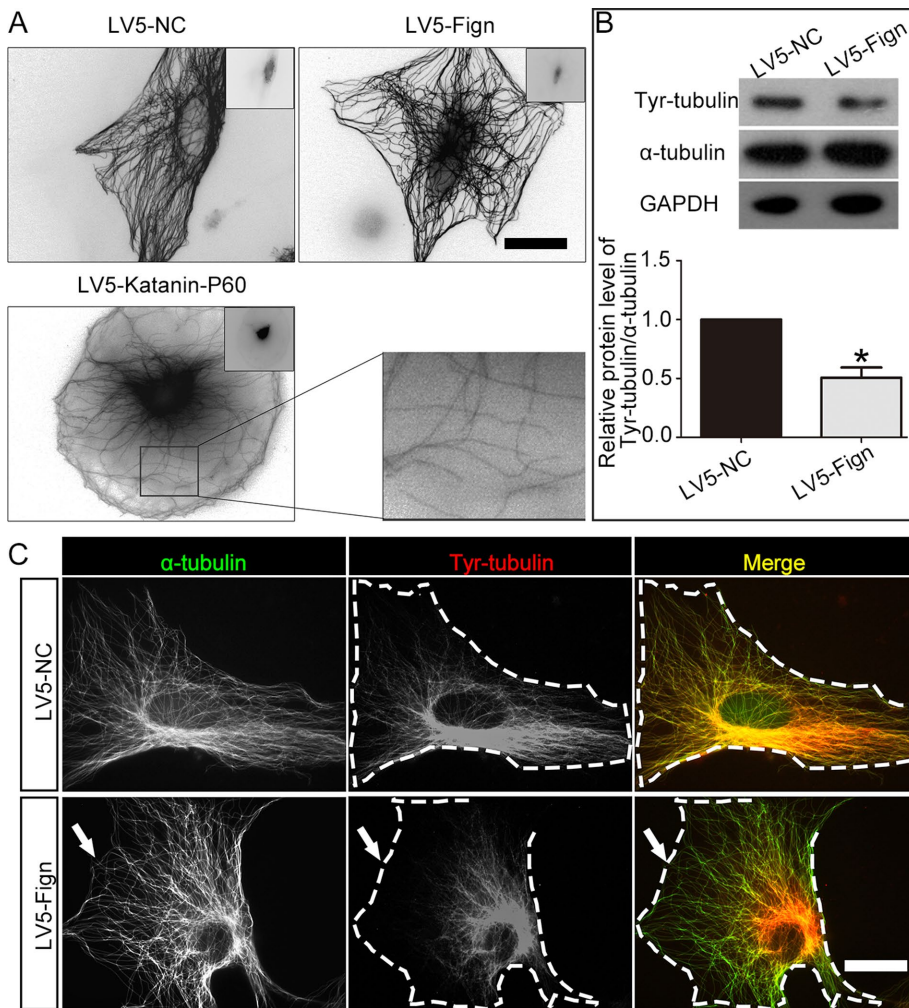 A
LV5-NC
LV5-Fign
LV5-Katanin-P60
B
LV5-NC
LV5-Fign
Tyr-tubulin
α-tubulin
GAPDH
Relative protein level of
Tyr-tubulin/α-tubulin
1.5
1.0
0.5
0.0
*
LV5-NC
LV5-Fign
C
α-tubulin
Tyr-tubulin
Merge
LV5-NC
LV5-Fign